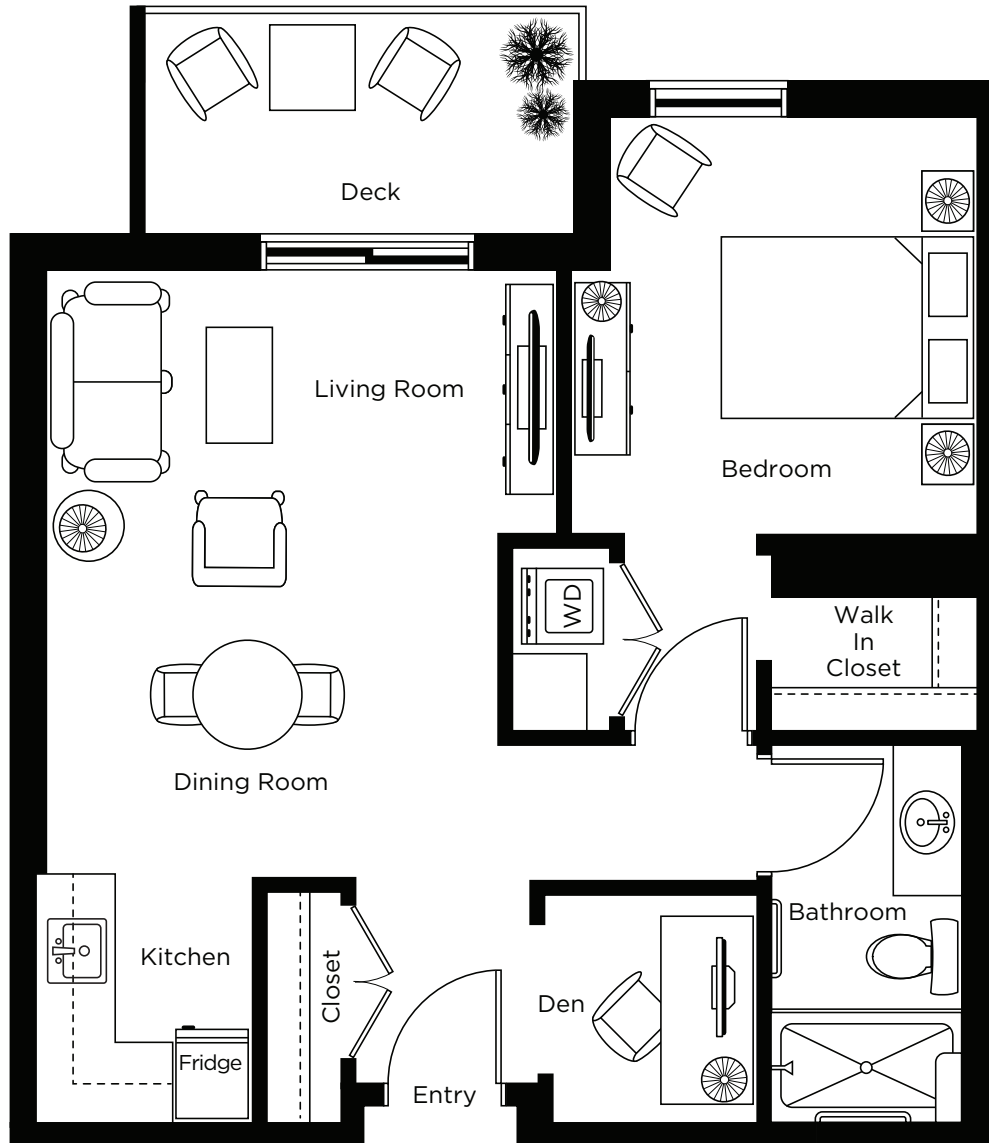 Deck
Living Room
Bedroom
WD
Walk
In
Closet
Dining Room
Bathroom
Kitchen
Closet
Den
Fridge
Entry